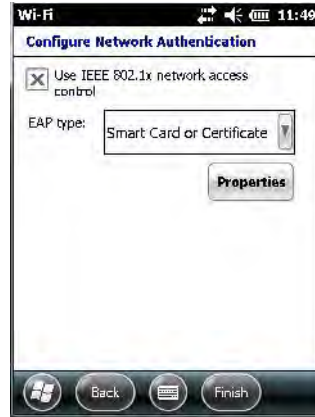 Wi-Fi 11:49
Configure Network Authentication
Use IEEE 802.1x network access
control
EAP type:
Smart Card or Certificate
Properties
Back Finish